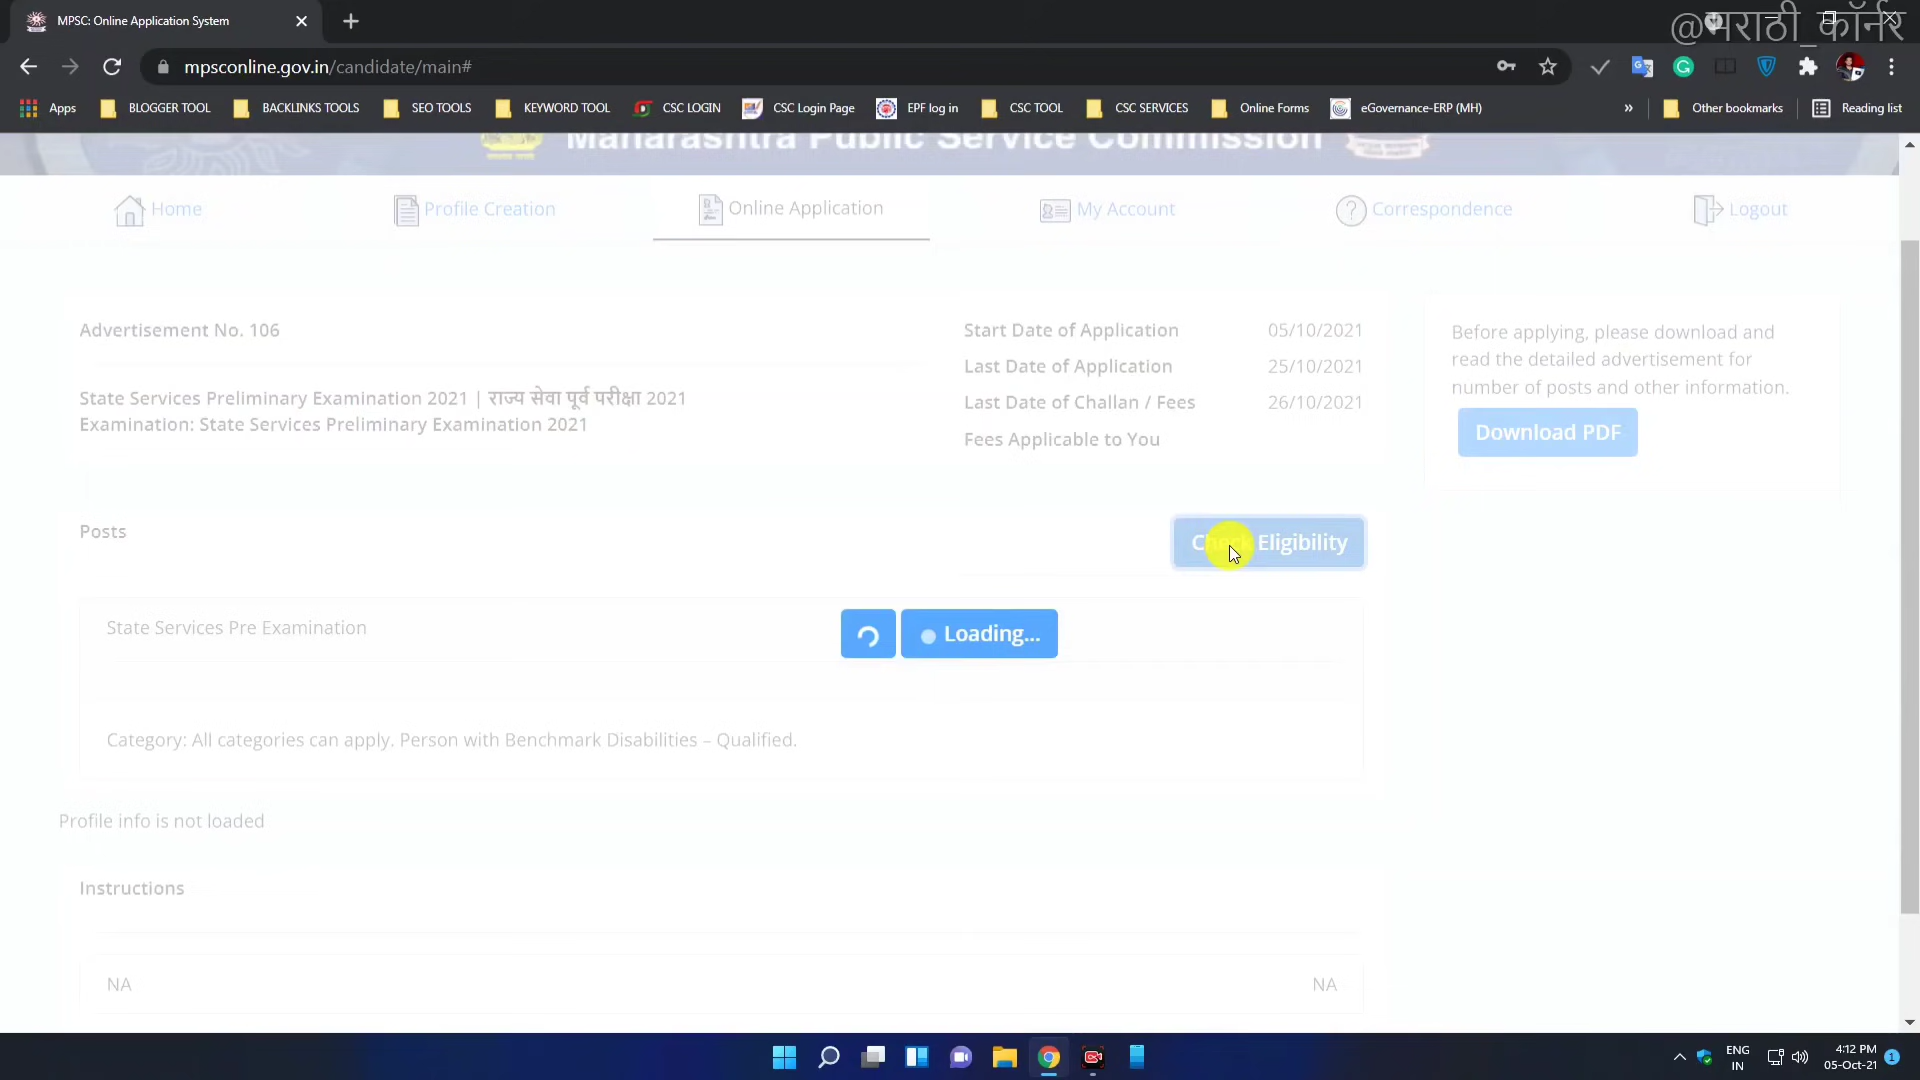 MPSC: Online Application System
@मराठी_कॉर्नर
mpsconline.gov.in/candidate/main#
Apps BLOGGER TOOL BACKLINKS TOOLS SEO TOOLS KEYWORD TOOL CSC LOGIN CSC Login Page EPF log in CSC TOOL CSC SERVICES Online Forms eGovernance-ERP (MH) » Other bookmarks Reading list
Maharashtra Public Service Commission
Home Profile Creation Online Application My Account Correspondence Logout
Advertisement No. 106
State Services Preliminary Examination 2021 | राज्य सेवा पूर्व परीक्षा 2021
Examination: State Services Preliminary Examination 2021
Start Date of Application 05/10/2021
Last Date of Application 25/10/2021
Last Date of Challan / Fees 26/10/2021
Fees Applicable to You
Before applying, please download and
read the detailed advertisement for
number of posts and other information.
Download PDF
Posts
Check Eligibility
State Services Pre Examination
Loading...
Category: All categories can apply. Person with Benchmark Disabilities – Qualified.
Profile info is not loaded
Instructions
NA NA
ENG
IN
4:12 PM
05-Oct-21
1